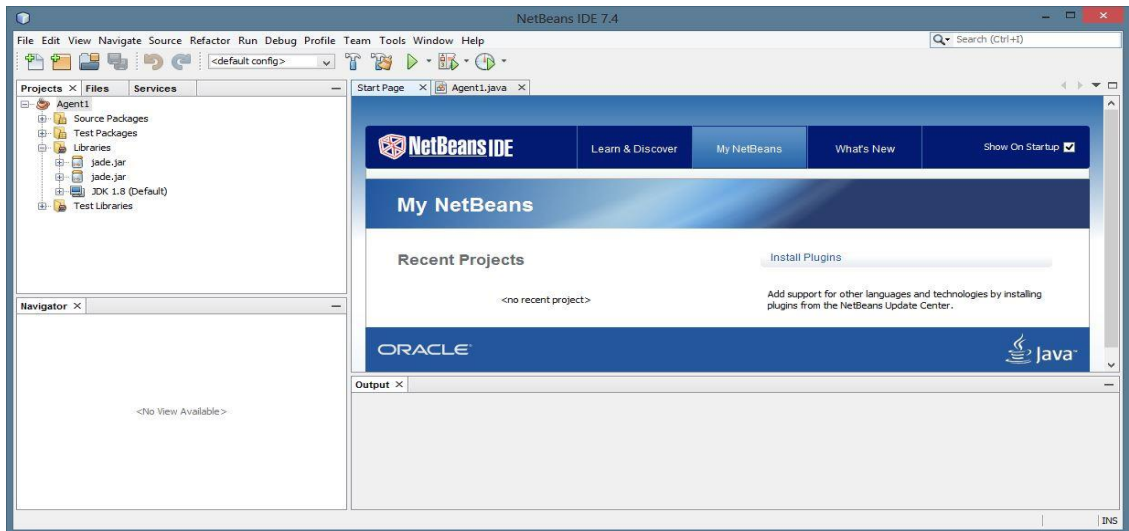 NetBeans IDE 7.4
File Edit View Navigate Source Refactor Run Debug Profile Team Tools Window Help
Search (Ctrl+I)
<default config>
Projects Files Services
Agent1
Source Packages
Test Packages
Libraries
jade.jar
jade.jar
JDK 1.8 (Default)
Test Libraries
Navigator
<No View Available>
Start Page Agent1.java
NetBeans IDE Learn & Discover My NetBeans What's New Show On Startup
My NetBeans
Recent Projects
<no recent project>
Install Plugins
Add support for other languages and technologies by installing
plugins from the NetBeans Update Center.
ORACLE Java
Output
INS